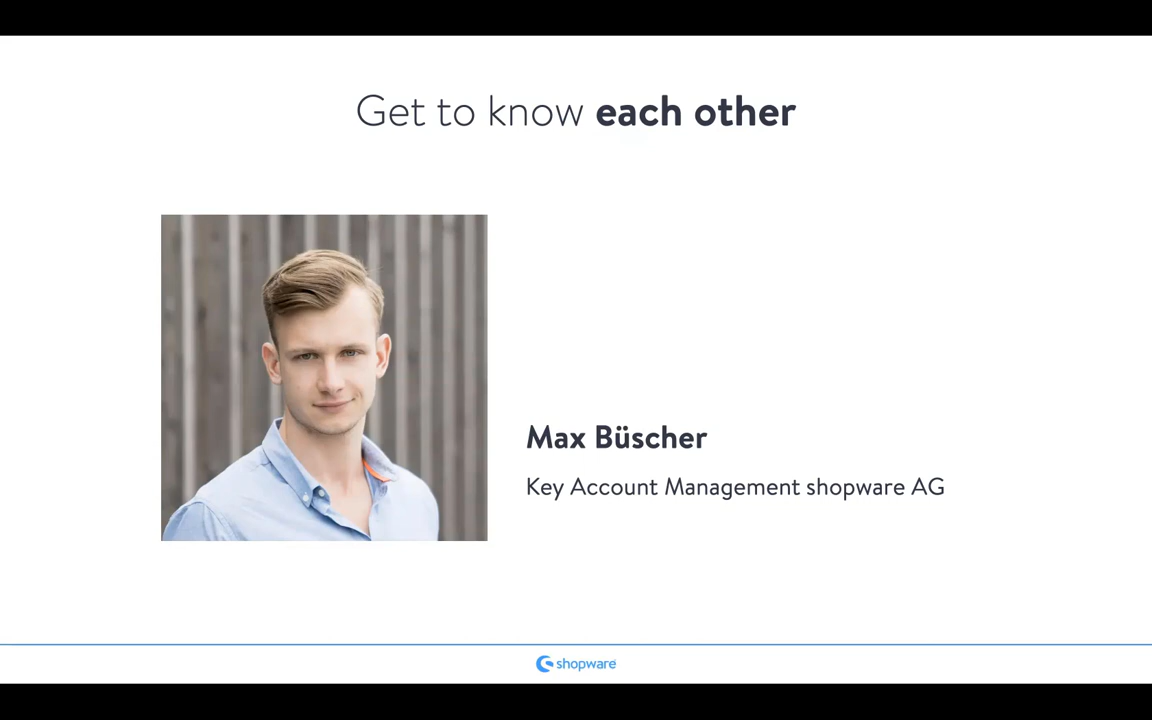 Get to know each other
Max Büscher
Key Account Management shopware AG
shopware